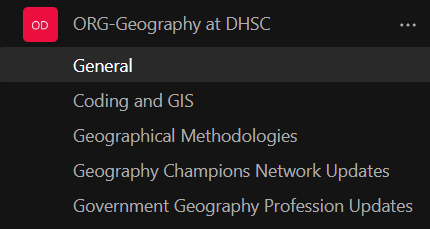 OD ORG-Geography at DHSC ...
General
Coding and GIS
Geographical Methodologies
Geography Champions Network Updates
Government Geography Profession Updates